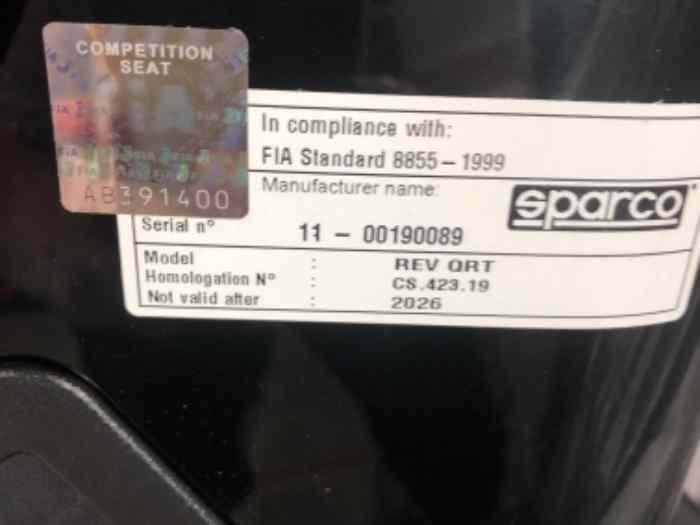 COMPETITION
SEAT
AB391400
In compliance with:
FIA Standard 8855-1999
Manufacturer name:
sparco
Serial n° 11 - 00190089
Model : REV QRT
Homologation N° : CS.423.19
Not valid after : 2026